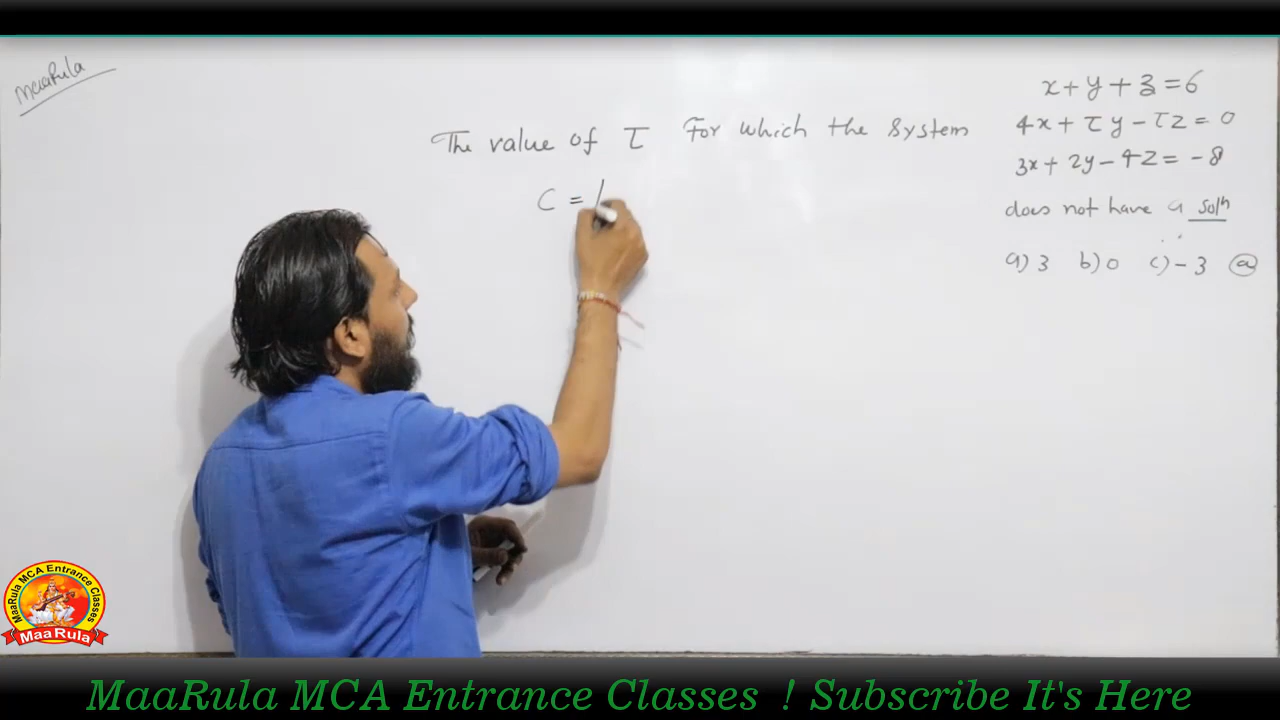 MaaRula
The value of τ For which the system
x + y + z = 6
4x + τy - τz = 0
3x + 2y - 4z = -8
does not have a solⁿ
a) 3 b) 0 c) -3
C =
MaaRula MCA Entrance Classes
MaaRula
MaaRula MCA Entrance Classes ! Subscribe It's Here